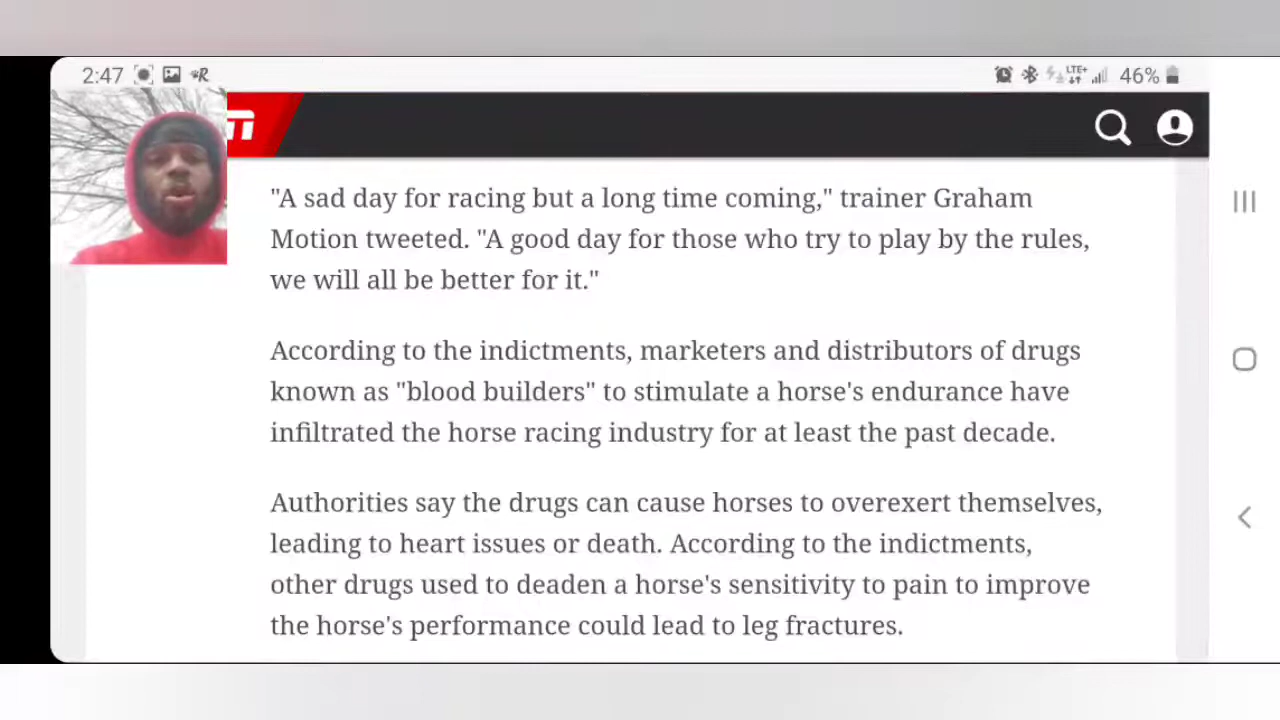 2:47
LTE+
46%
"A sad day for racing but a long time coming," trainer Graham
Motion tweeted. "A good day for those who try to play by the rules,
we will all be better for it."
According to the indictments, marketers and distributors of drugs
known as "blood builders" to stimulate a horse's endurance have
infiltrated the horse racing industry for at least the past decade.
Authorities say the drugs can cause horses to overexert themselves,
leading to heart issues or death. According to the indictments,
other drugs used to deaden a horse's sensitivity to pain to improve
the horse's performance could lead to leg fractures.